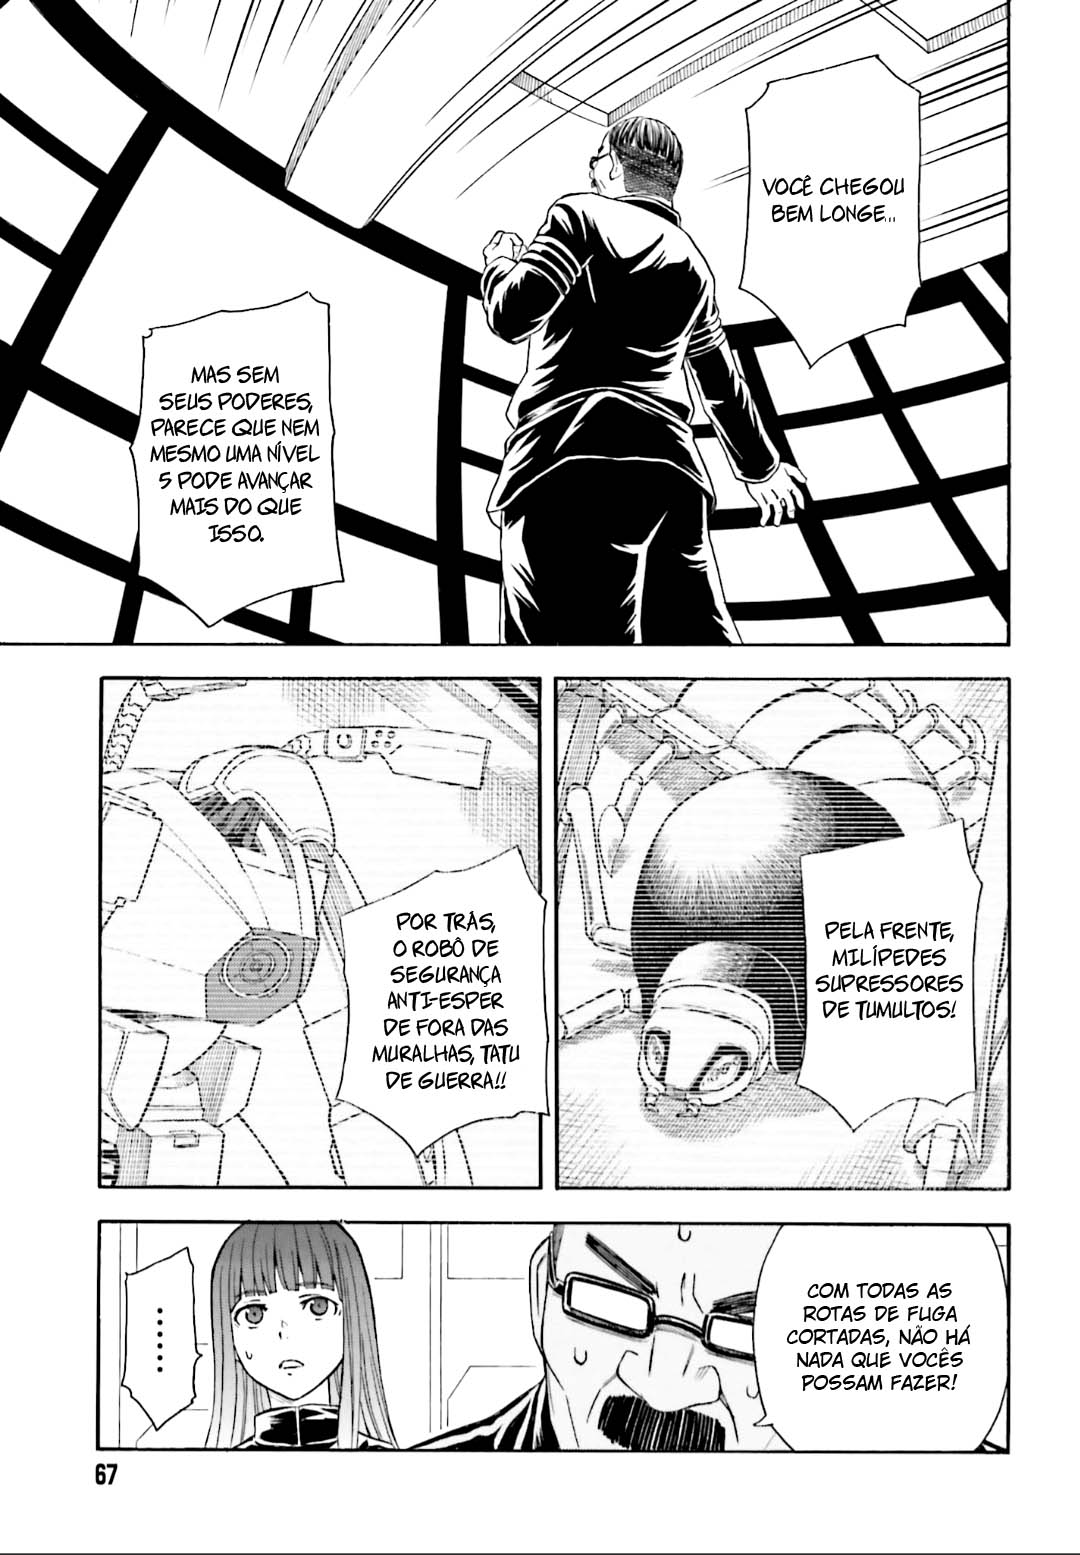 VOCÊ CHEGOU
BEM LONGE...
MAS SEM
SEUS PODERES,
PARECE QUE NEM
MESMO UMA NÍVEL
5 PODE AVANÇAR
MAIS DO QUE
ISSO.
PELA FRENTE,
MILÍPEDES
SUPRESSORES
DE TUMULTOS!
POR TRÁS,
O ROBÔ DE
SEGURANÇA
ANTI-ESPER
DE FORA DAS
MURALHAS, TATU
DE GUERRA!!
COM TODAS AS
ROTAS DE FUGA
CORTADAS, NÃO HÁ
NADA QUE VOCÊS
POSSAM FAZER!
......
67